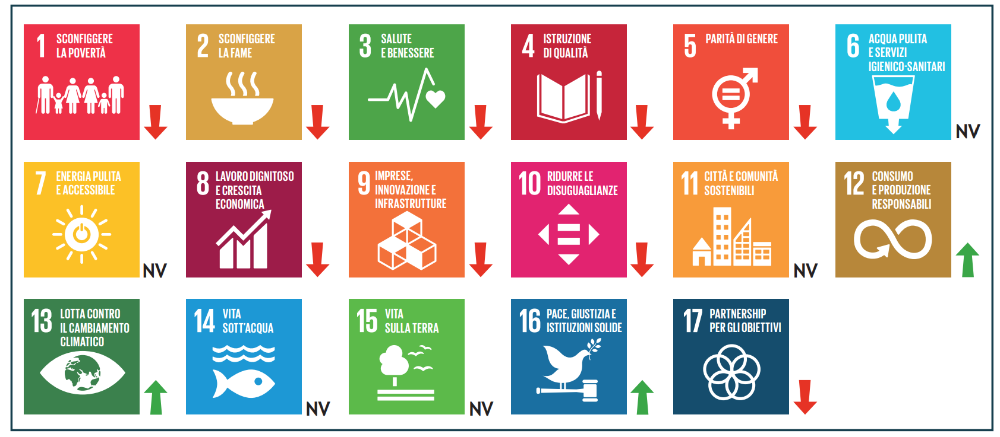 1 SCONFIGGERE
LA POVERTÀ
2 SCONFIGGERE
LA FAME
3 SALUTE
E BENESSERE
4 ISTRUZIONE
DI QUALITÀ
5 PARITÀ DI GENERE
6 ACQUA PULITA
E SERVIZI
IGIENICO-SANITARI
NV
7 ENERGIA PULITA
E ACCESSIBILE
NV
8 LAVORO DIGNITOSO
E CRESCITA
ECONOMICA
9 IMPRESE,
INNOVAZIONE E
INFRASTRUTTURE
10 RIDURRE LE
DISUGUAGLIANZE
11 CITTÀ E COMUNITÀ
SOSTENIBILI
NV
12 CONSUMO
E PRODUZIONE
RESPONSABILI
13 LOTTA CONTRO
IL CAMBIAMENTO
CLIMATICO
14 VITA
SOTT'ACQUA
NV
15 VITA
SULLA TERRA
NV
16 PACE, GIUSTIZIA E
ISTITUZIONI SOLIDE
17 PARTNERSHIP
PER GLI OBIETTIVI